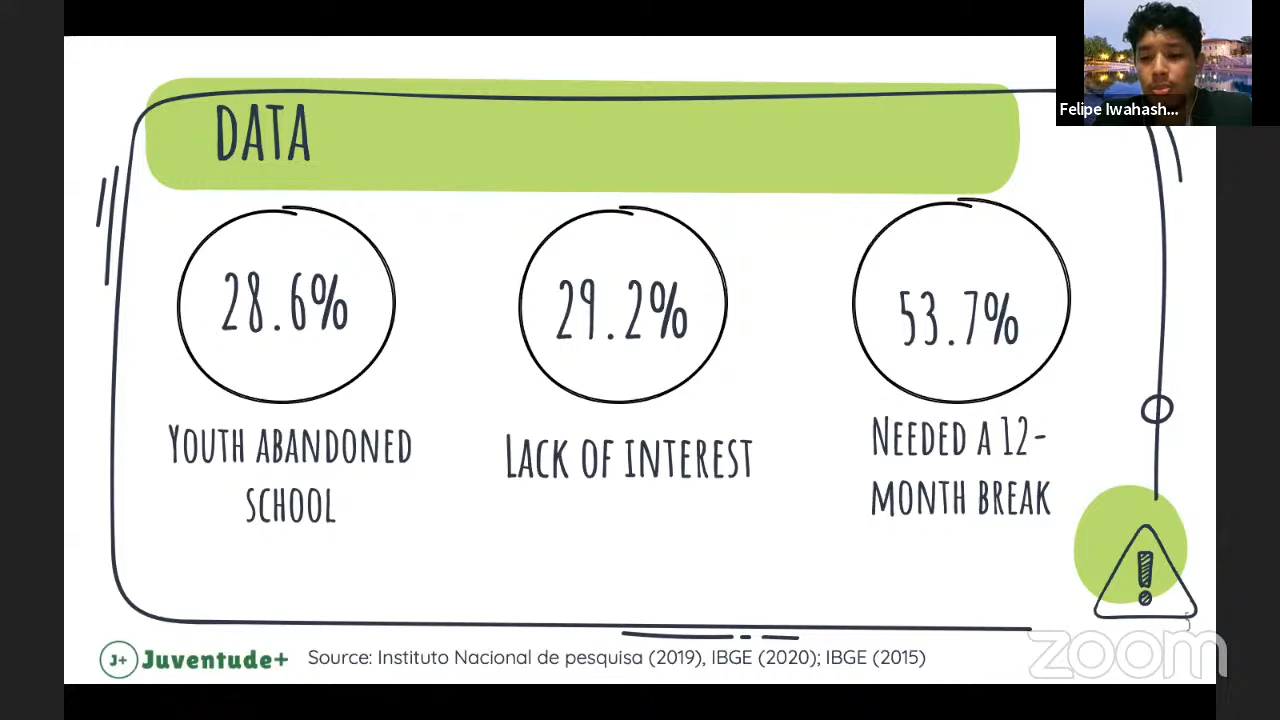 Felipe Iwahash...
DATA
28.6%
29.2%
53.7%
YOUTH ABANDONED
SCHOOL
LACK OF INTEREST
NEEDED A 12-
MONTH BREAK
J+ Juventude+
Source: Instituto Nacional de pesquisa (2019), IBGE (2020); IBGE (2015)
zoom